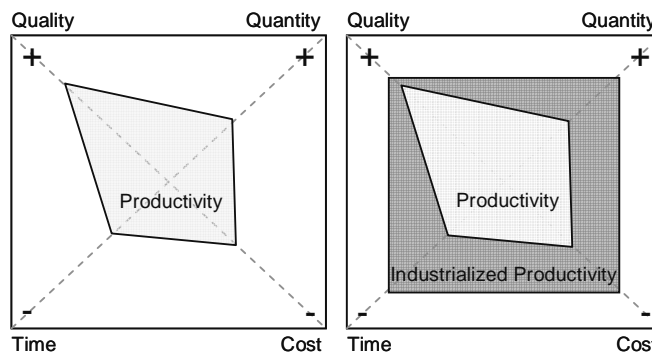 Quality Quantity Quality Quantity
+ + + +
Productivity Productivity
Industrialized Productivity
- - - -
Time Cost Time Cost